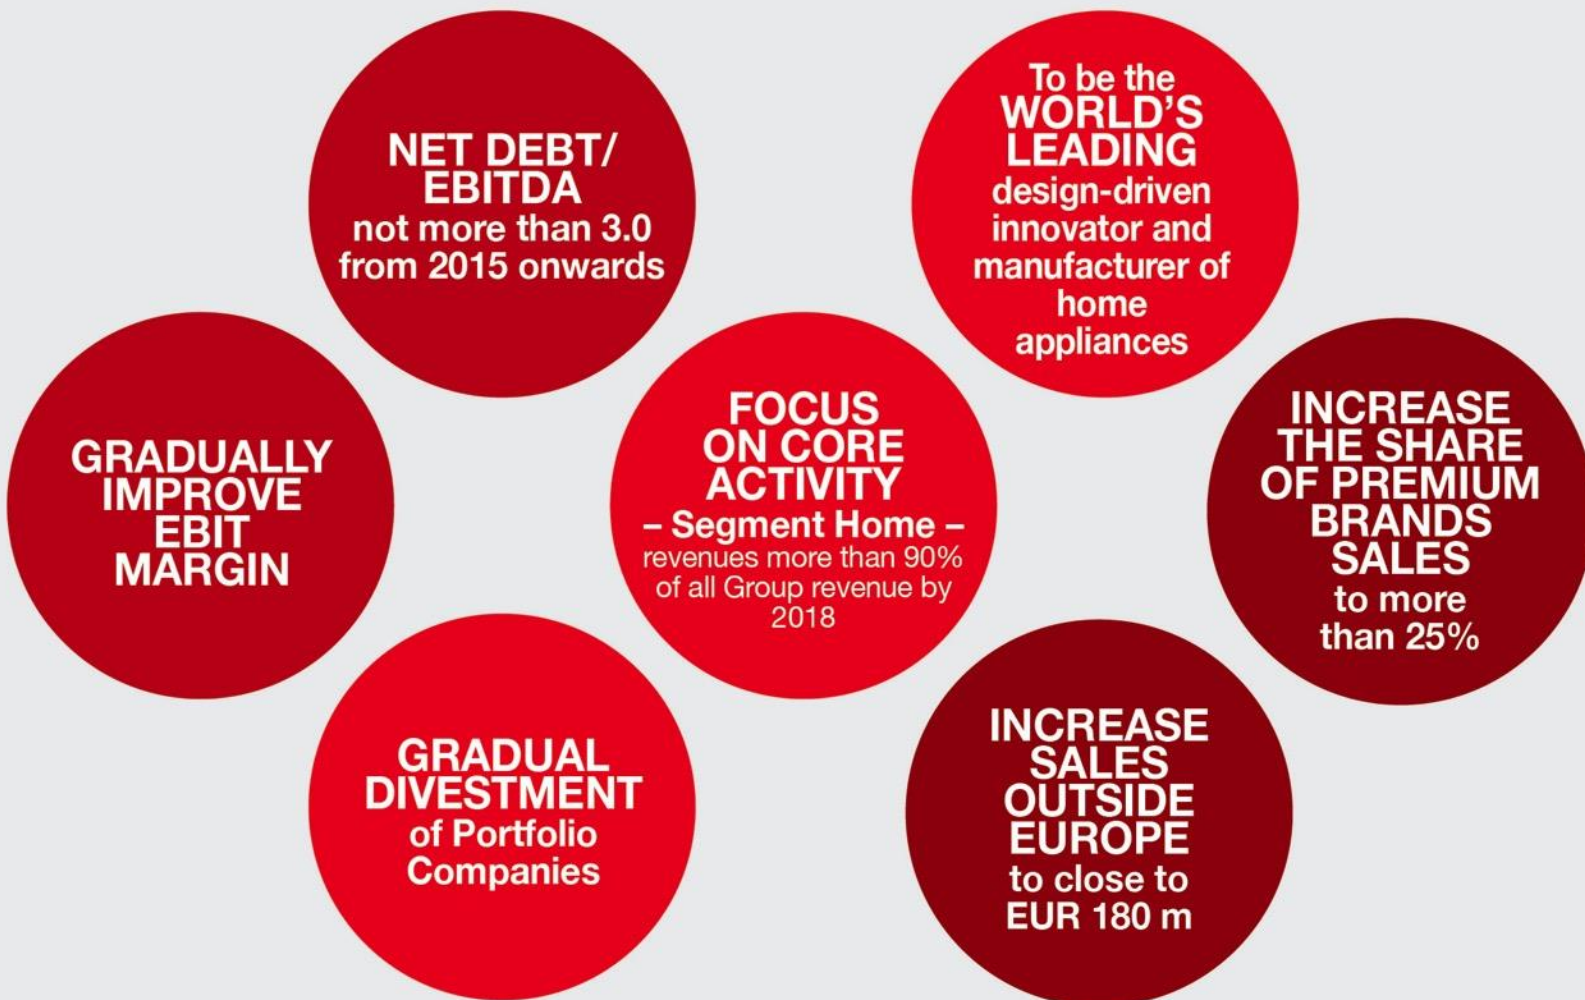 NET DEBT/
EBITDA
not more than 3.0
from 2015 onwards
To be the
WORLD'S
LEADING
design-driven
innovator and
manufacturer of
home
appliances
GRADUALLY
IMPROVE
EBIT
MARGIN
FOCUS
ON CORE
ACTIVITY
– Segment Home –
revenues more than 90%
of all Group revenue by
2018
INCREASE
THE SHARE
OF PREMIUM
BRANDS
SALES
to more
than 25%
GRADUAL
DIVESTMENT
of Portfolio
Companies
INCREASE
SALES
OUTSIDE
EUROPE
to close to
EUR 180 m